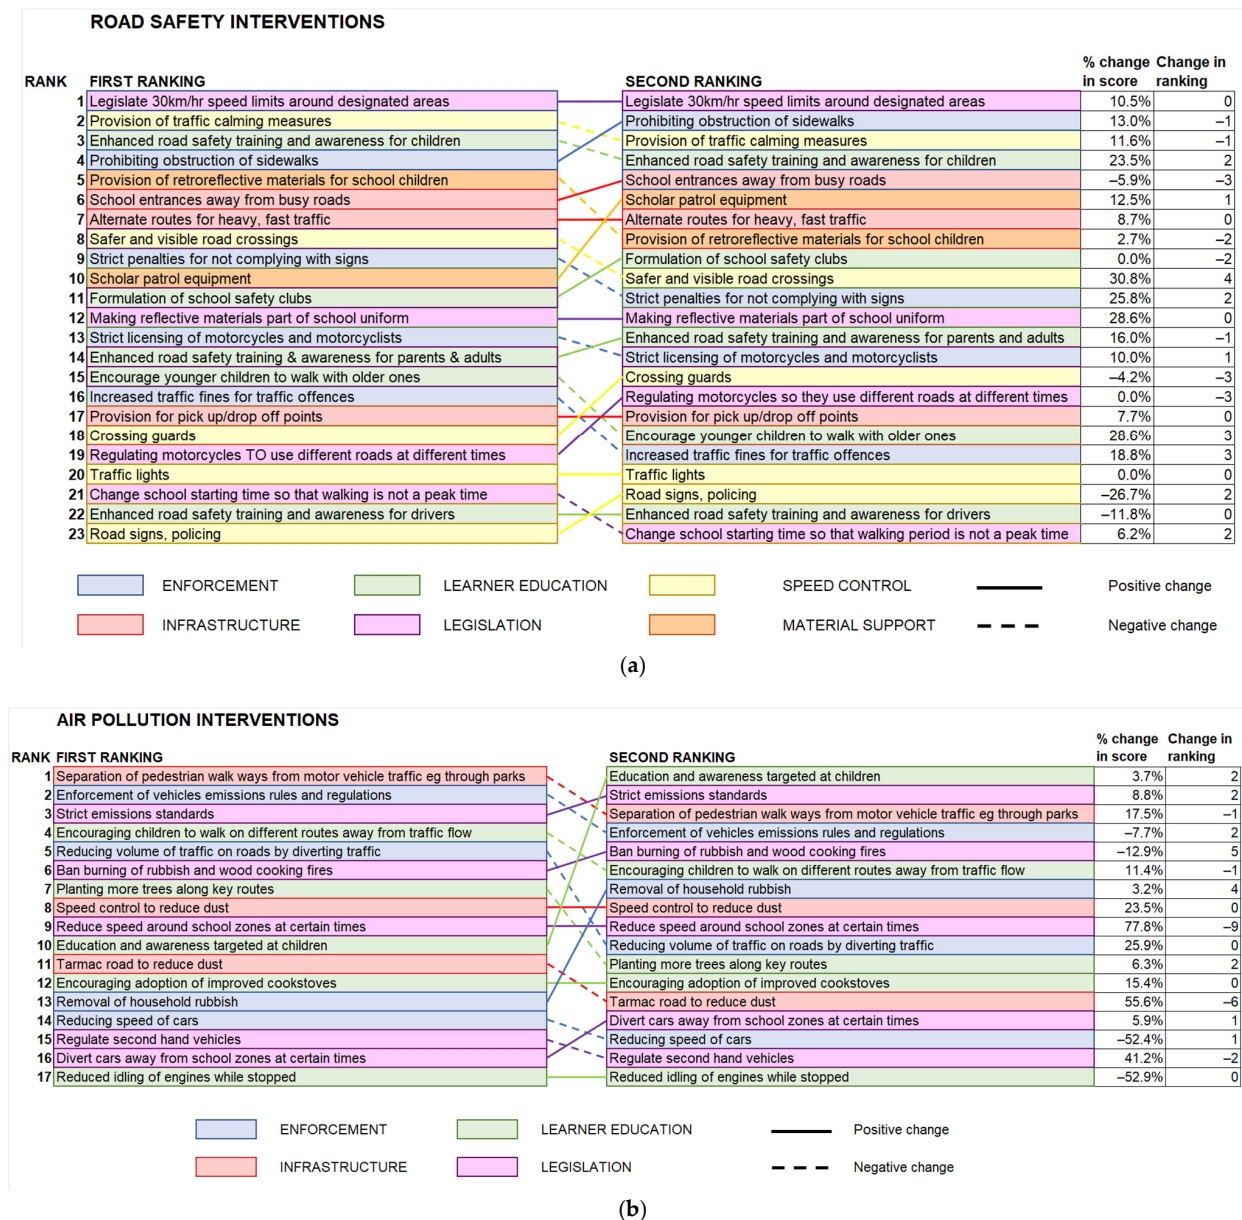 ROAD SAFETY INTERVENTIONS
% change Change in
RANK FIRST RANKING SECOND RANKING in score ranking
1 Legislate 30km/hr speed limits around designated areas Legislate 30km/hr speed limits around designated areas 10.5% 0
2 Provision of traffic calming measures Prohibiting obstruction of sidewalks 13.0% −1
3 Enhanced road safety training and awareness for children Provision of traffic calming measures 11.6% −1
4 Prohibiting obstruction of sidewalks Enhanced road safety training and awareness for children 23.5% 2
5 Provision of retroreflective materials for school children School entrances away from busy roads −5.9% −3
6 School entrances away from busy roads Scholar patrol equipment 12.5% 1
7 Alternate routes for heavy, fast traffic Alternate routes for heavy, fast traffic 8.7% 0
8 Safer and visible road crossings Provision of retroreflective materials for school children 2.7% −2
9 Strict penalties for not complying with signs Formulation of school safety clubs 0.0% −2
10 Scholar patrol equipment Safer and visible road crossings 30.8% 4
11 Formulation of school safety clubs Strict penalties for not complying with signs 25.8% 2
12 Making reflective materials part of school uniform Making reflective materials part of school uniform 28.6% 0
13 Strict licensing of motorcycles and motorcyclists Enhanced road safety training and awareness for parents and adults 16.0% −1
14 Enhanced road safety training & awareness for parents & adults Strict licensing of motorcycles and motorcyclists 10.0% 1
15 Encourage younger children to walk with older ones Crossing guards −4.2% −3
16 Increased traffic fines for traffic offences Regulating motorcycles so they use different roads at different times 0.0% −3
17 Provision for pick up/drop off points Provision for pick up/drop off points 7.7% 0
18 Crossing guards Encourage younger children to walk with older ones 28.6% 3
19 Regulating motorcycles TO use different roads at different times Increased traffic fines for traffic offences 18.8% 3
20 Traffic lights Traffic lights 0.0% 0
21 Change school starting time so that walking is not a peak time Road signs, policing −26.7% 2
22 Enhanced road safety training and awareness for drivers Enhanced road safety training and awareness for drivers −11.8% 0
23 Road signs, policing Change school starting time so that walking period is not a peak time 6.2% 2
ENFORCEMENT LEARNER EDUCATION SPEED CONTROL Positive change
INFRASTRUCTURE LEGISLATION MATERIAL SUPPORT Negative change
(a)
AIR POLLUTION INTERVENTIONS
% change Change in
RANK FIRST RANKING SECOND RANKING in score ranking
1 Separation of pedestrian walk ways from motor vehicle traffic eg through parks Education and awareness targeted at children 3.7% 2
2 Enforcement of vehicles emissions rules and regulations Strict emissions standards 8.8% 2
3 Strict emissions standards Separation of pedestrian walk ways from motor vehicle traffic eg through parks 17.5% −1
4 Encouraging children to walk on different routes away from traffic flow Enforcement of vehicles emissions rules and regulations −7.7% 2
5 Reducing volume of traffic on roads by diverting traffic Ban burning of rubbish and wood cooking fires −12.9% 5
6 Ban burning of rubbish and wood cooking fires Encouraging children to walk on different routes away from traffic flow 11.4% −1
7 Planting more trees along key routes Removal of household rubbish 3.2% 4
8 Speed control to reduce dust Speed control to reduce dust 23.5% 0
9 Reduce speed around school zones at certain times Reduce speed around school zones at certain times 77.8% −9
10 Education and awareness targeted at children Reducing volume of traffic on roads by diverting traffic 25.9% 0
11 Tarmac road to reduce dust Planting more trees along key routes 6.3% 2
12 Encouraging adoption of improved cookstoves Encouraging adoption of improved cookstoves 15.4% 0
13 Removal of household rubbish Tarmac road to reduce dust 55.6% −6
14 Reducing speed of cars Divert cars away from school zones at certain times 5.9% 1
15 Regulate second hand vehicles Reducing speed of cars −52.4% 1
16 Divert cars away from school zones at certain times Regulate second hand vehicles 41.2% −2
17 Reduced idling of engines while stopped Reduced idling of engines while stopped −52.9% 0
ENFORCEMENT LEARNER EDUCATION Positive change
INFRASTRUCTURE LEGISLATION Negative change
(b)